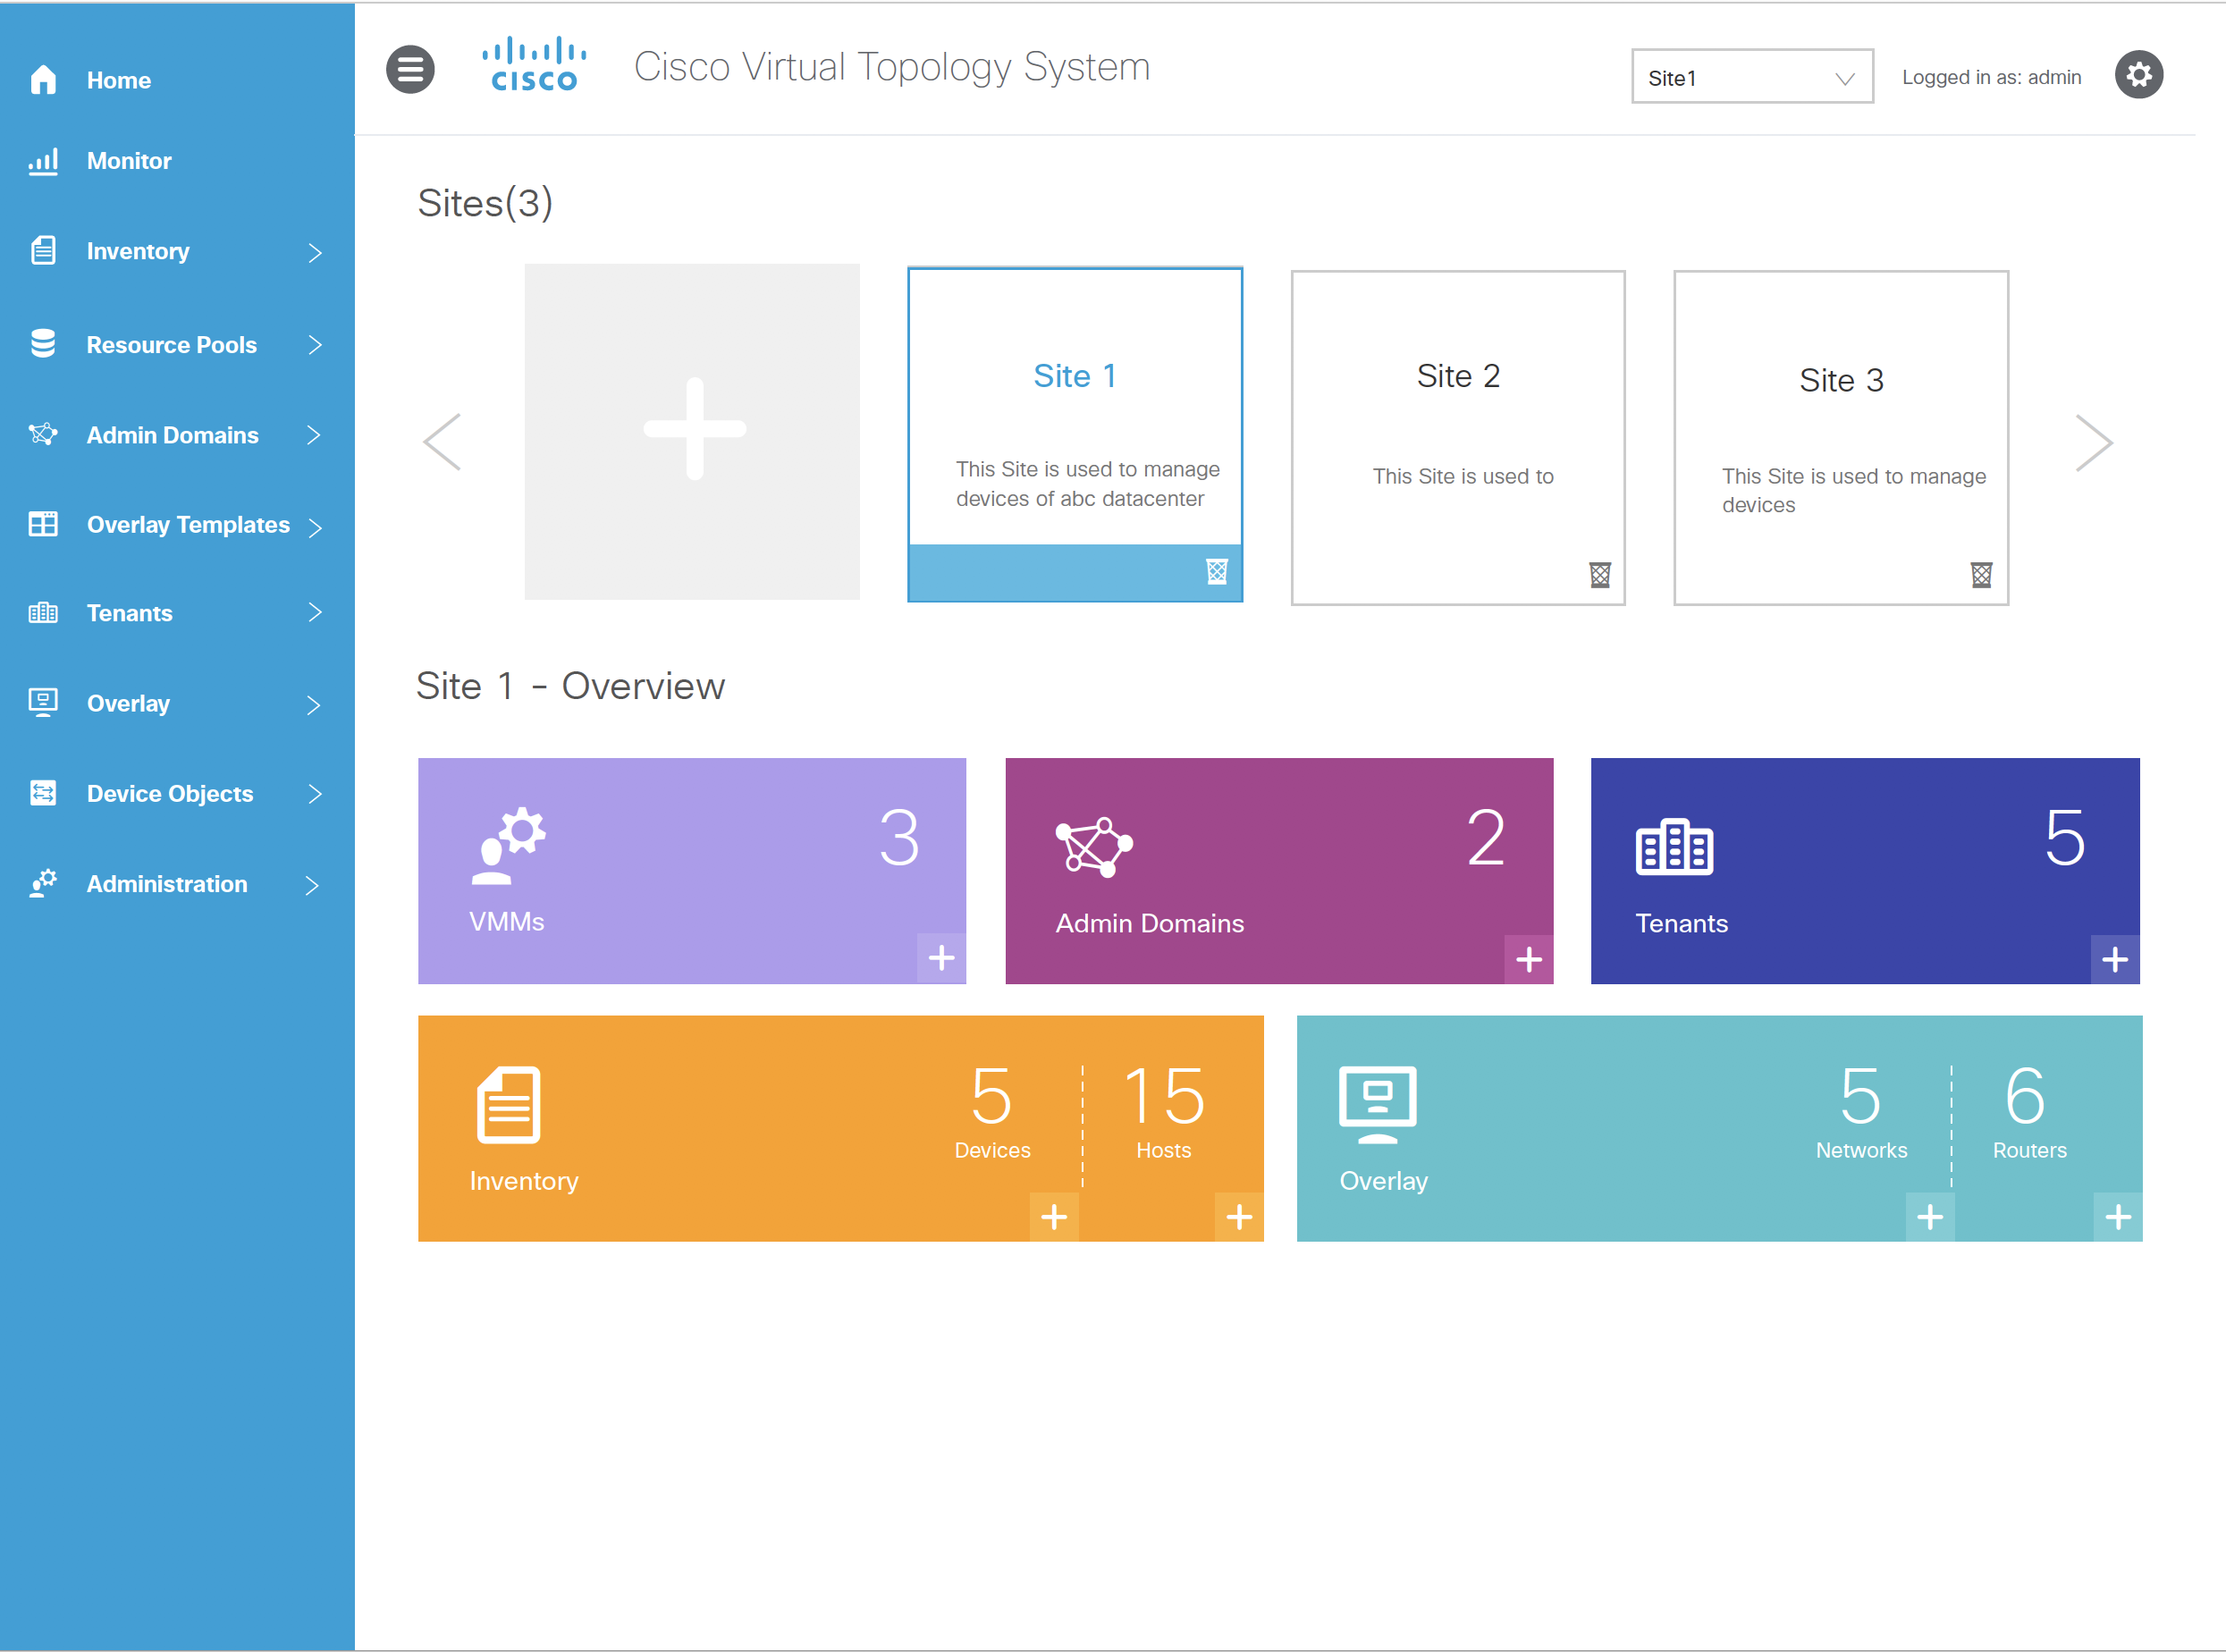 Home
Monitor
Inventory
Resource Pools
Admin Domains
Overlay Templates
Tenants
Overlay
Device Objects
Administration
CISCO
Cisco Virtual Topology System
Site1
Logged in as: admin
Sites(3)
Site 1
This Site is used to manage
devices of abc datacenter
Site 2
This Site is used to
Site 3
This Site is used to manage
devices
Site 1 - Overview
3
VMMs
2
Admin Domains
5
Tenants
5
Devices
15
Hosts
Inventory
5
Networks
6
Routers
Overlay